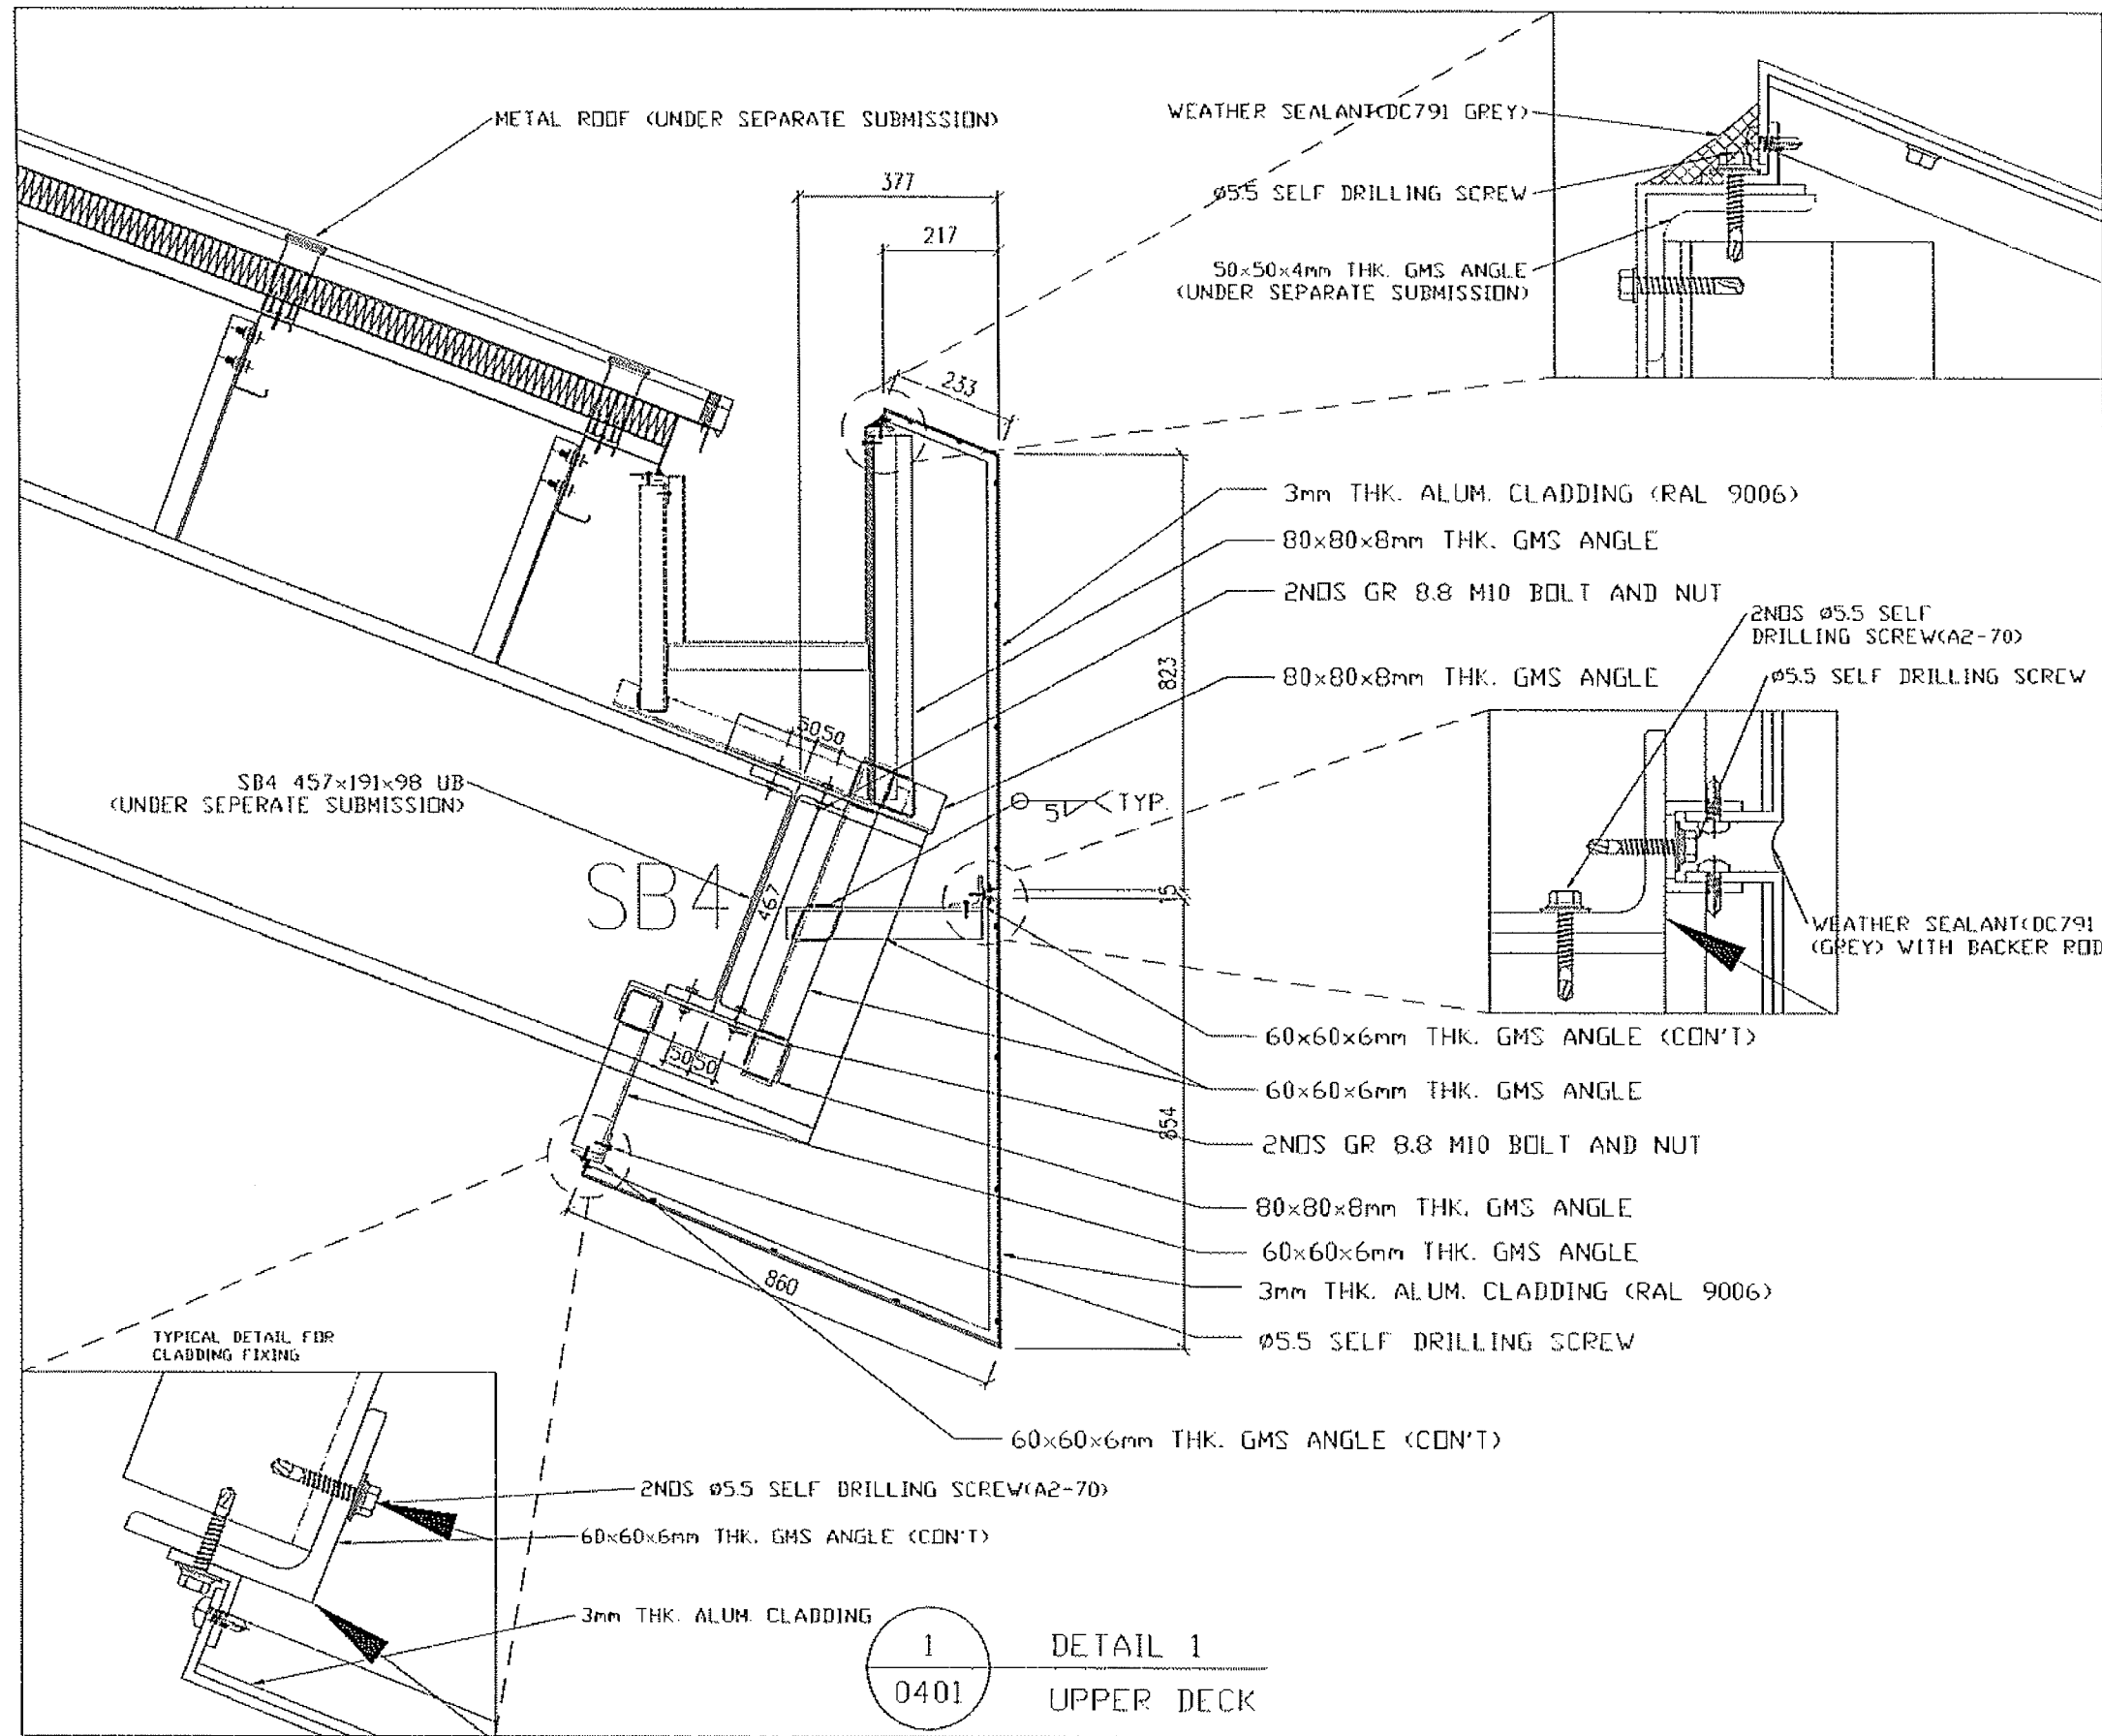 METAL ROOF (UNDER SEPARATE SUBMISSION)
WEATHER SEALANT(DC791 GREY)
ø5.5 SELF DRILLING SCREW
50x50x4mm THK. GMS ANGLE
(UNDER SEPARATE SUBMISSION)
377
217
233
3mm THK. ALUM. CLADDING (RAL 9006)
80x80x8mm THK. GMS ANGLE
2NOS GR 8.8 M10 BOLT AND NUT
80x80x8mm THK. GMS ANGLE
823
2NOS ø5.5 SELF
DRILLING SCREW(A2-70)
ø5.5 SELF DRILLING SCREW
5050
SB4 457x191x98 UB
(UNDER SEPERATE SUBMISSION)
5
TYP.
SB4
467
15
WEATHER SEALANT(DC791
(GREY) WITH BACKER ROD
60x60x6mm THK. GMS ANGLE (CON'T)
5050
60x60x6mm THK. GMS ANGLE
854
2NOS GR 8.8 M10 BOLT AND NUT
80x80x8mm THK. GMS ANGLE
60x60x6mm THK. GMS ANGLE
3mm THK. ALUM. CLADDING (RAL 9006)
860
ø5.5 SELF DRILLING SCREW
TYPICAL DETAIL FOR
CLADDING FIXING
60x60x6mm THK. GMS ANGLE (CON'T)
2NOS ø5.5 SELF DRILLING SCREW(A2-70)
60x60x6mm THK. GMS ANGLE (CON'T)
3mm THK. ALUM. CLADDING
1
0401
DETAIL 1
UPPER DECK